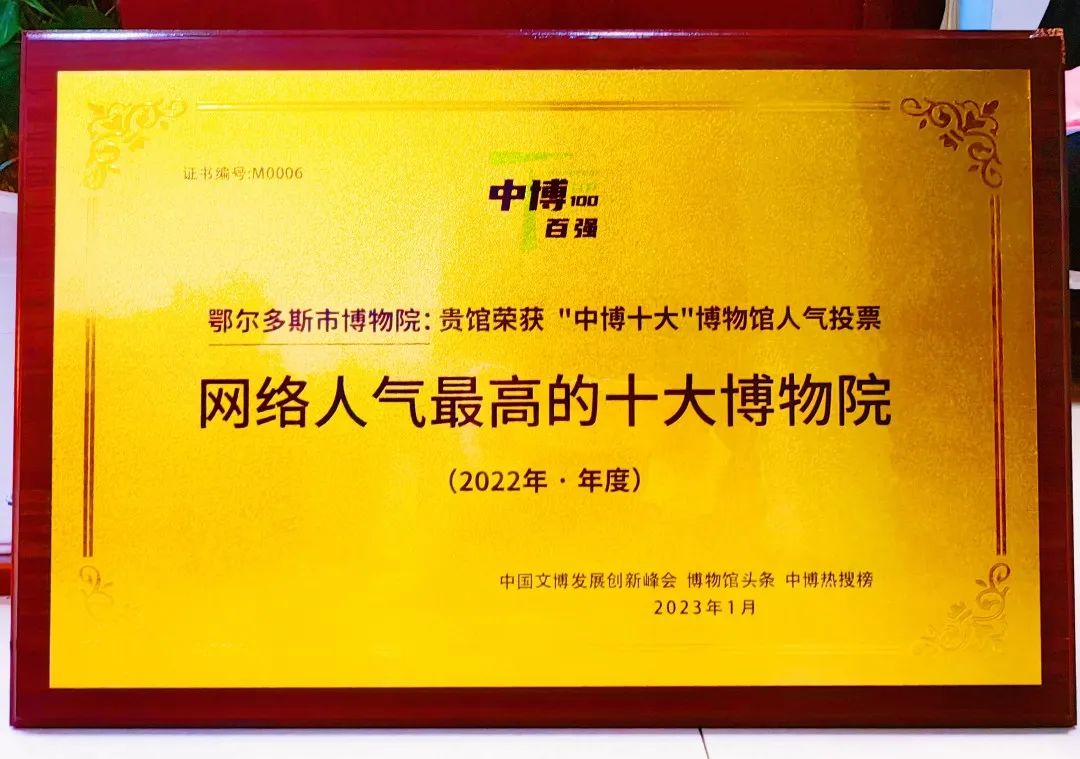 证书编号:M0006
中博100
百强
鄂尔多斯市博物院：贵馆荣获 "中博十大"博物馆人气投票
网络人气最高的十大博物院
（2022年·年度）
中国文博发展创新峰会 博物馆头条 中博热搜榜
2023年1月